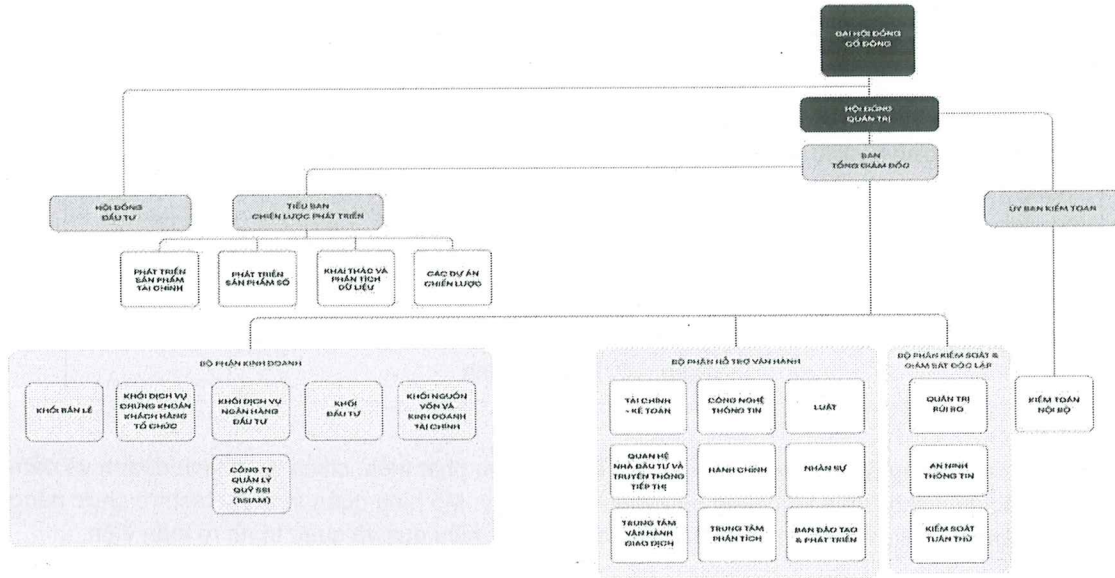 ĐẠI HỘI ĐỒNG
CỔ ĐÔNG
HỘI ĐỒNG
QUẢN TRỊ
BAN
TỔNG GIÁM ĐỐC
HỘI ĐỒNG
ĐẦU TƯ
TIỂU BAN
CHIẾN LƯỢC PHÁT TRIỂN
ỦY BAN KIỂM TOÁN
PHÁT TRIỂN
SẢN PHẨM
TÀI CHÍNH
PHÁT TRIỂN
SẢN PHẨM SỐ
KHAI THÁC VÀ
PHÂN TÍCH
DỮ LIỆU
CÁC DỰ ÁN
CHIẾN LƯỢC
BỘ PHẬN KINH DOANH
KHỐI BÁN LẺ
KHỐI DỊCH VỤ
CHỨNG KHOÁN
KHÁCH HÀNG
TỔ CHỨC
KHỐI DỊCH VỤ
NGÂN HÀNG
ĐẦU TƯ
KHỐI
ĐẦU TƯ
KHỐI NGUỒN
VỐN VÀ
KINH DOANH
TÀI CHÍNH
CÔNG TY
QUẢN LÝ
QUỸ SSI
(SSIAM)
BỘ PHẬN HỖ TRỢ VẬN HÀNH
TÀI CHÍNH
- KẾ TOÁN
CÔNG NGHỆ
THÔNG TIN
LUẬT
QUAN HỆ
NHÀ ĐẦU TƯ VÀ
TRUYỀN THÔNG
TIẾP THỊ
HÀNH CHÍNH
NHÂN SỰ
TRUNG TÂM
VẬN HÀNH
GIAO DỊCH
TRUNG TÂM
PHÂN TÍCH
BAN ĐÀO TẠO
& PHÁT TRIỂN
BỘ PHẬN KIỂM SOÁT &
GIÁM SÁT ĐỘC LẬP
QUẢN TRỊ
RỦI RO
AN NINH
THÔNG TIN
KIỂM SOÁT
TUÂN THỦ
KIỂM TOÁN
NỘI BỘ